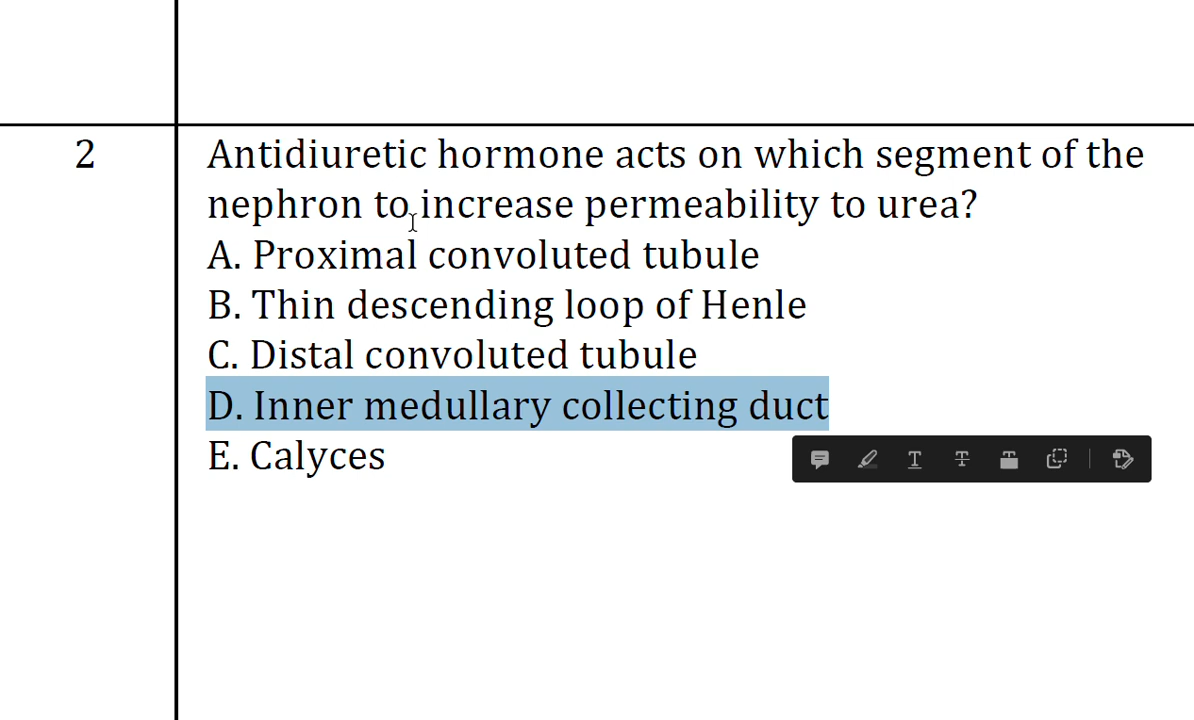 2
Antidiuretic hormone acts on which segment of the
nephron to increase permeability to urea?
A. Proximal convoluted tubule
B. Thin descending loop of Henle
C. Distal convoluted tubule
D. Inner medullary collecting duct
E. Calyces